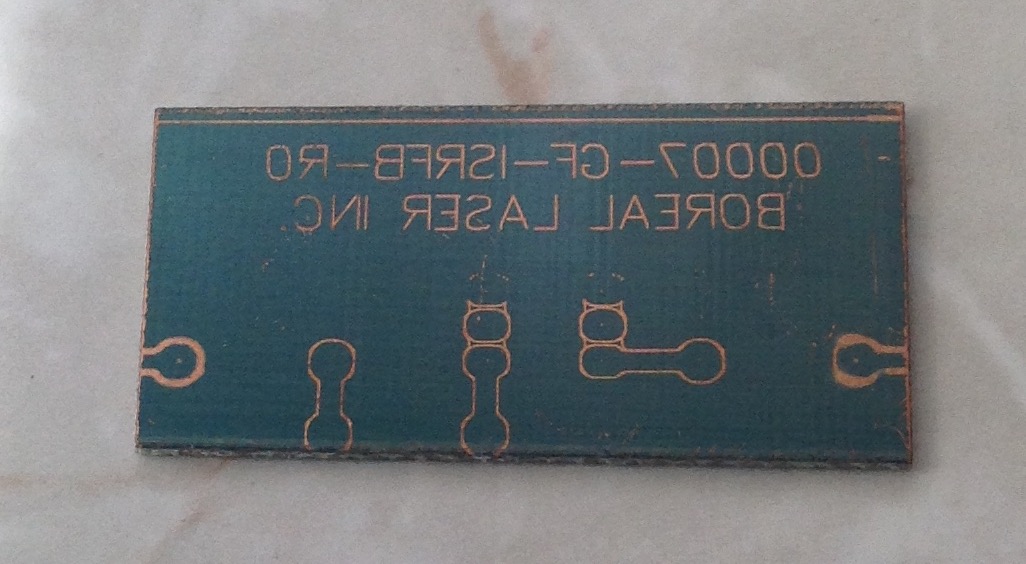 00007-GF-ISRFB-R0
BOREAL LASER INC.